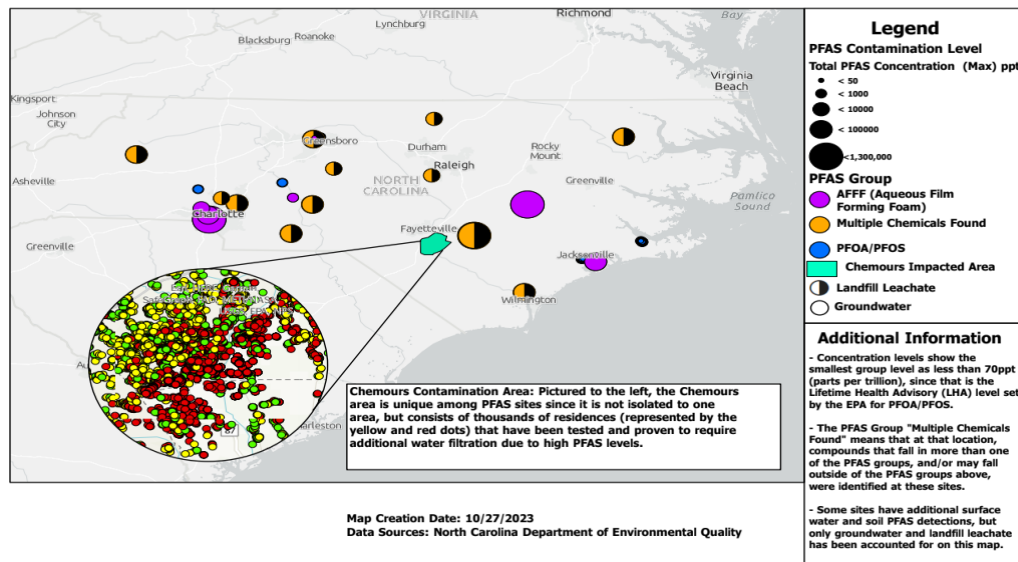 VIRGINIA
Richmond
Bay
Lynchburg
Roanoke
Blacksburg
Virginia
Beach
Kingsport
Johnson
City
Greensboro
Durham
Rocky
Mount
Raleigh
Asheville
NORTH
CAROLINA
Greenville
Pamlico
Sound
Charlotte
Fayetteville
Greenville
Jacksonville
Wilmington
Chemours Contamination Area: Pictured to the left, the Chemours
area is unique among PFAS sites since it is not isolated to one
area, but consists of thousands of residences (represented by the
yellow and red dots) that have been tested and proven to require
additional water filtration due to high PFAS levels.
Map Creation Date: 10/27/2023
Data Sources: North Carolina Department of Environmental Quality
Legend
PFAS Contamination Level
Total PFAS Concentration (Max) ppt
< 50
< 1000
< 10000
< 100000
<1,300,000
PFAS Group
AFFF (Aqueous Film
Forming Foam)
Multiple Chemicals Found
PFOA/PFOS
Chemours Impacted Area
Landfill Leachate
Groundwater
Additional Information
- Concentration levels show the
smallest group level as less than 70ppt
(parts per trillion), since that is the
Lifetime Health Advisory (LHA) level set
by the EPA for PFOA/PFOS.
- The PFAS Group "Multiple Chemicals
Found" means that at that location,
compounds that fall in more than one
of the PFAS groups, and/or may fall
outside of the PFAS groups above,
were identified at these sites.
- Some sites have additional surface
water and soil PFAS detections, but
only groundwater and landfill leachate
has been accounted for on this map.